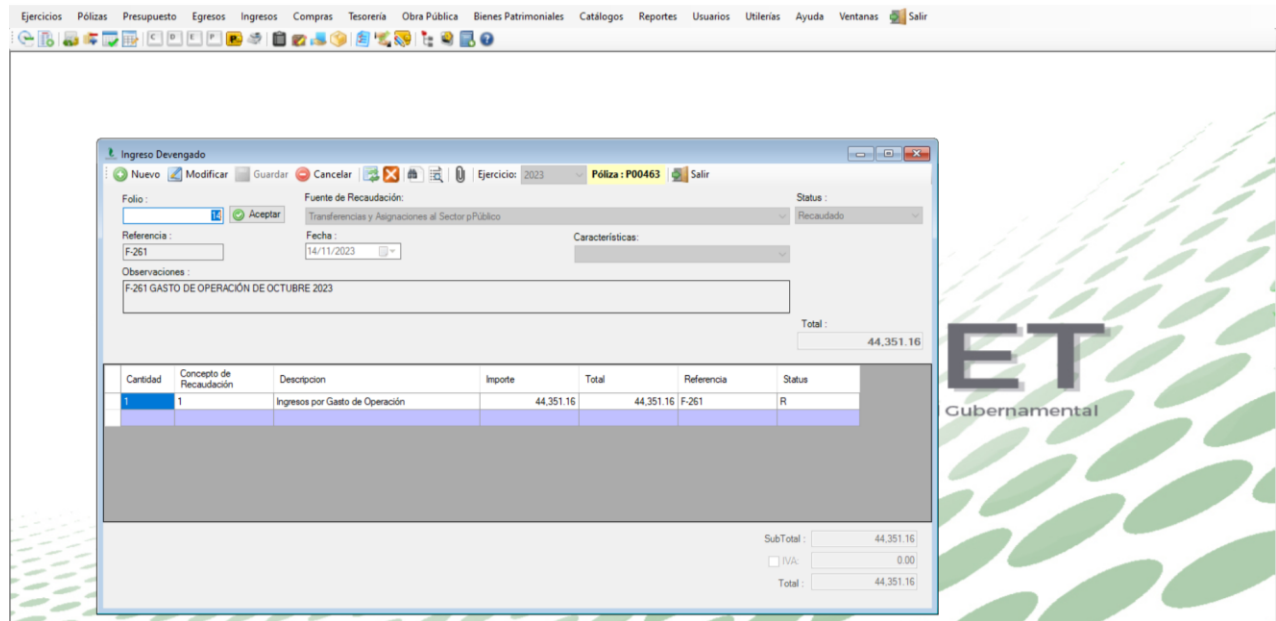 Ejercicios Pólizas Presupuesto Egresos Ingresos Compras Tesorería Obra Pública Bienes Patrimoniales Catálogos Reportes Usuarios Utilerías Ayuda Ventanas Salir
C D E P
Ingreso Devengado
Nuevo Modificar Guardar Cancelar Ejercicio: 2023 Póliza : P00463 Salir
Folio : Fuente de Recaudación: Status :
14 Aceptar Transferencias y Asignaciones al Sector pPúblico Recaudado
Referencia : Fecha : Características:
F-261 14/11/2023
Observaciones :
F-261 GASTO DE OPERACIÓN DE OCTUBRE 2023
Total :
44,351.16
ET
Gubernamental
Cantidad Concepto de Recaudación Descripcion Importe Total Referencia Status
1 1 Ingresos por Gasto de Operación 44,351.16 44,351.16 F-261 R
SubTotal : 44,351.16
IVA: 0.00
Total : 44,351.16